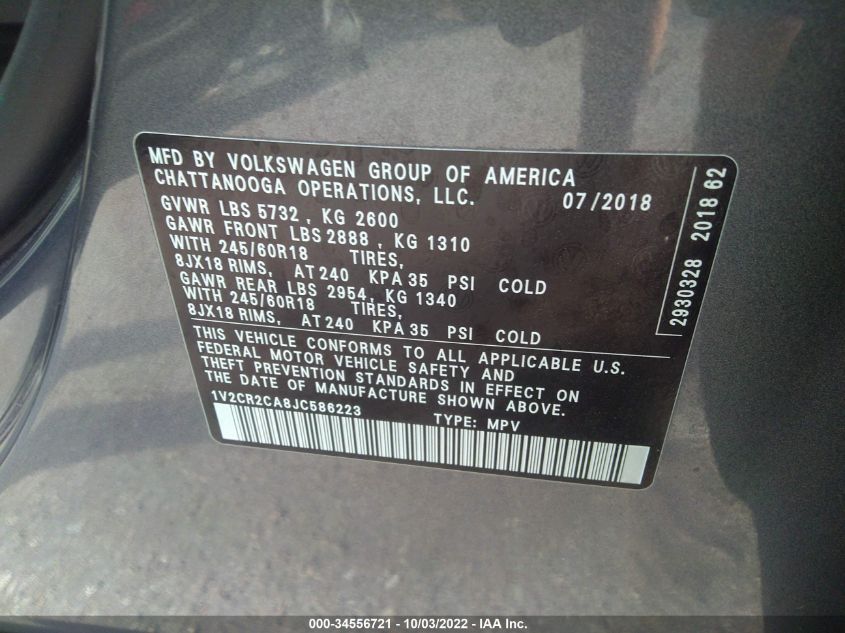 MFD BY VOLKSWAGEN GROUP OF AMERICA
CHATTANOOGA OPERATIONS, LLC. 07/2018
GVWR LBS 5732 , KG 2600
GAWR FRONT LBS 2888 , KG 1310
WITH 245/60R18 TIRES,
8JX18 RIMS, AT 240 KPA 35 PSI COLD
GAWR REAR LBS 2954, KG 1340
WITH 245/60R18 TIRES,
8JX18 RIMS, AT 240 KPA 35 PSI COLD
THIS VEHICLE CONFORMS TO ALL APPLICABLE U.S.
FEDERAL MOTOR VEHICLE SAFETY AND
THEFT PREVENTION STANDARDS IN EFFECT ON
THE DATE OF MANUFACTURE SHOWN ABOVE.
1V2CR2CA8JC586223 TYPE: MPV
2930328 2018 62
000-34556721 - 10/03/2022 - IAA Inc.